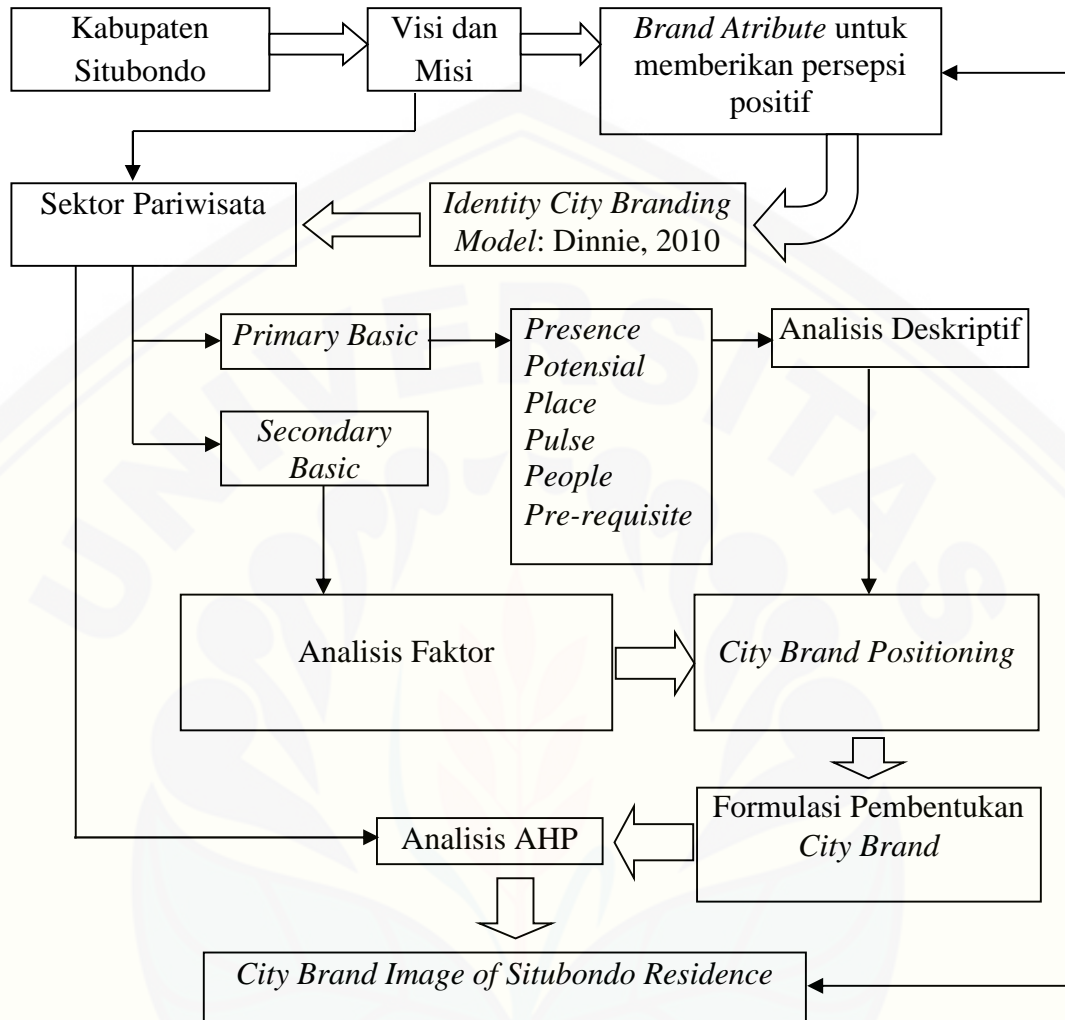 Kabupaten
Situbondo
Visi dan
Misi
Brand Atribute untuk
memberikan persepsi
positif
Sektor Pariwisata
Identity City Branding
Model: Dinnie, 2010
Primary Basic
Presence
Potensial
Place
Pulse
People
Pre-requisite
Analisis Deskriptif
Secondary
Basic
Analisis Faktor
City Brand Positioning
Formulasi Pembentukan
City Brand
Analisis AHP
City Brand Image of Situbondo Residence
UNIVERSITAS